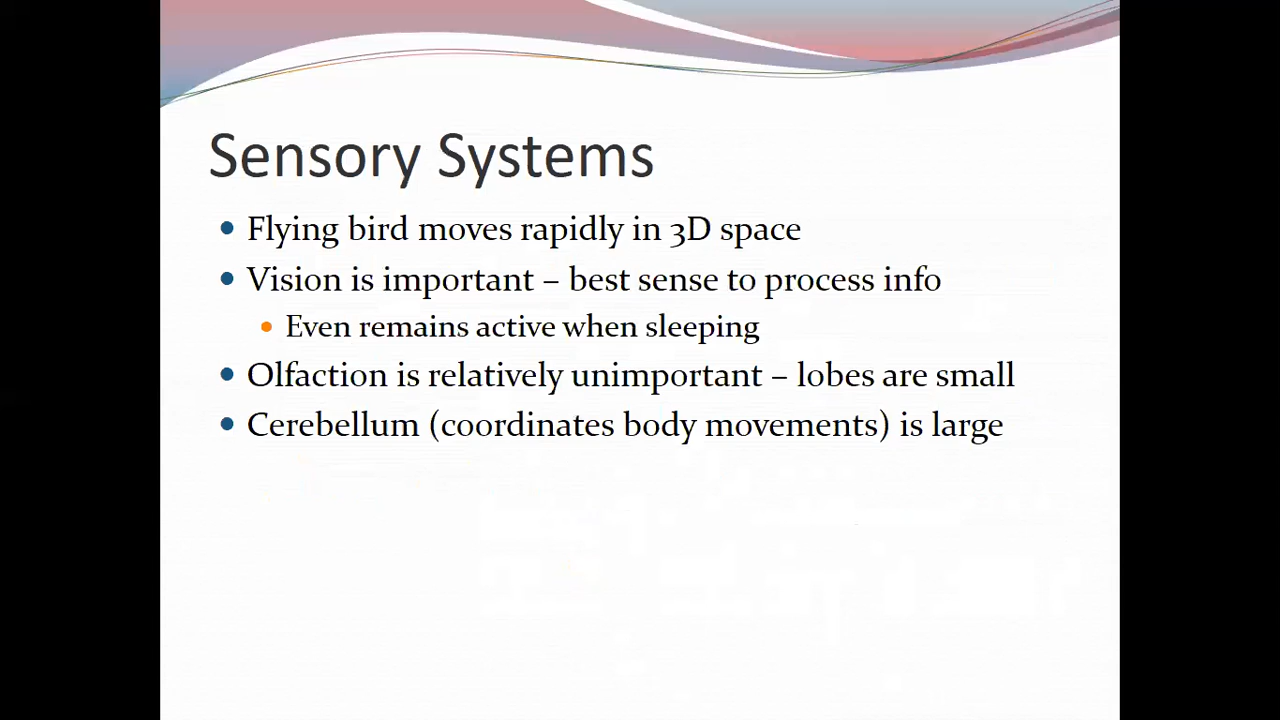 Sensory Systems
• Flying bird moves rapidly in 3D space
• Vision is important – best sense to process info
• Even remains active when sleeping
• Olfaction is relatively unimportant – lobes are small
• Cerebellum (coordinates body movements) is large